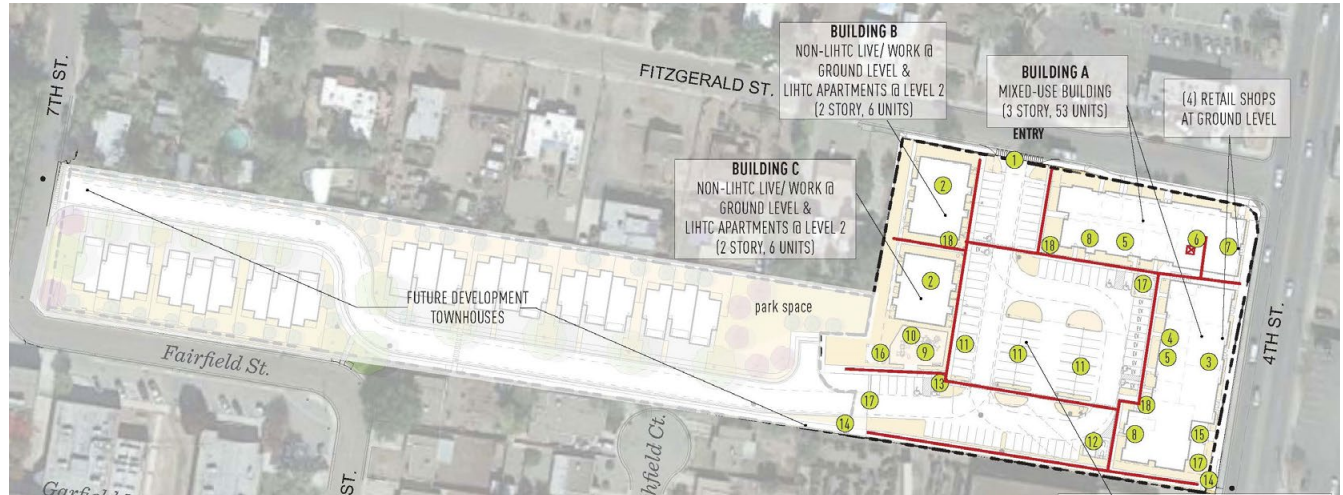 7TH ST.
FITZGERALD ST.
BUILDING B
NON-LIHTC LIVE/ WORK @
GROUND LEVEL &
LIHTC APARTMENTS @ LEVEL 2
(2 STORY, 6 UNITS)
BUILDING A
MIXED-USE BUILDING
(3 STORY, 53 UNITS)
(4) RETAIL SHOPS
AT GROUND LEVEL
ENTRY
BUILDING C
NON-LIHTC LIVE/ WORK @
GROUND LEVEL &
LIHTC APARTMENTS @ LEVEL 2
(2 STORY, 6 UNITS)
1
2
18
18
8
5
6
7
2
17
FUTURE DEVELOPMENT
TOWNHOUSES
park space
10
16
9
11
11
11
4
5
3
4TH ST.
Fairfield St.
13
17
18
14
12
8
15
17
14
hfield Ct.
ST.